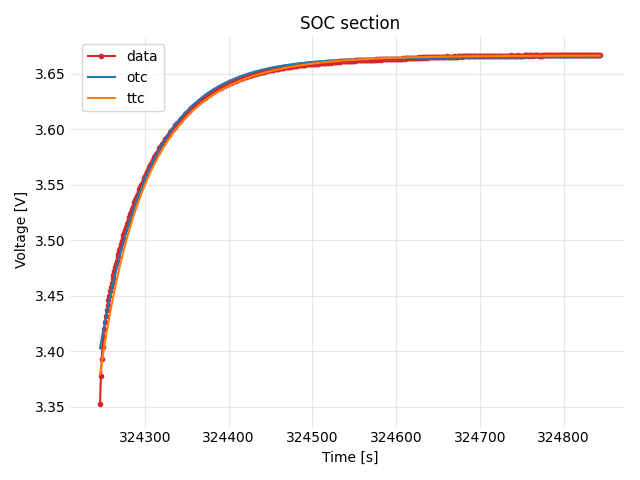 SOC section
data
otc
ttc
3.65
3.60
3.55
3.50
3.45
3.40
3.35
Voltage [V]
324300 324400 324500 324600 324700 324800
Time [s]